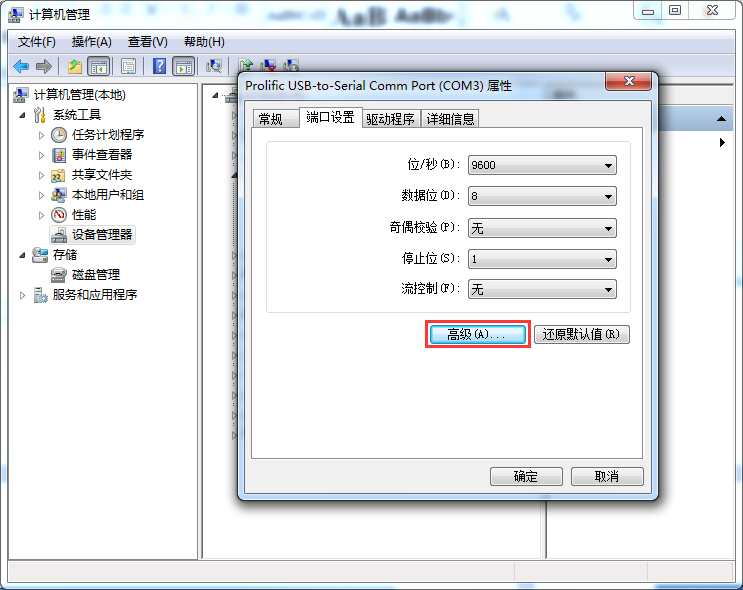 计算机管理
文件(F) 操作(A) 查看(V) 帮助(H)
计算机管理(本地)
系统工具
任务计划程序
事件查看器
共享文件夹
本地用户和组
性能
设备管理器
存储
磁盘管理
服务和应用程序
Prolific USB-to-Serial Comm Port (COM3) 属性
常规 端口设置 驱动程序 详细信息
位/秒(B): 9600
数据位(D): 8
奇偶校验(P): 无
停止位(S): 1
流控制(F): 无
高级(A)... 还原默认值(R)
确定 取消